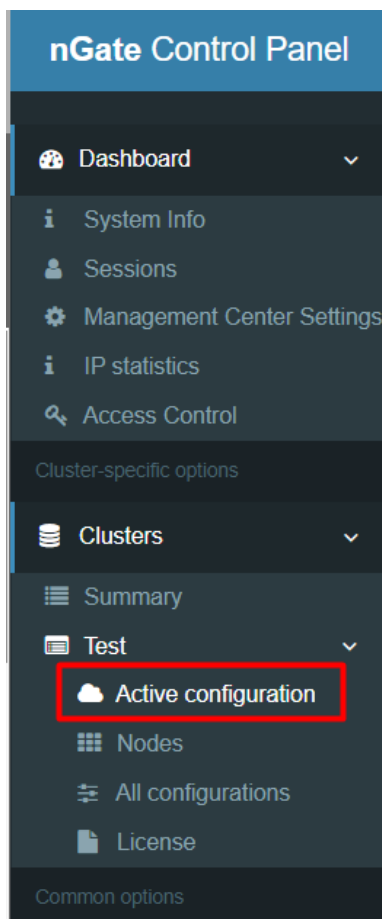 nGate Control Panel
Dashboard
System Info
Sessions
Management Center Settings
IP statistics
Access Control
Cluster-specific options
Clusters
Summary
Test
Active configuration
Nodes
All configurations
License
Common options